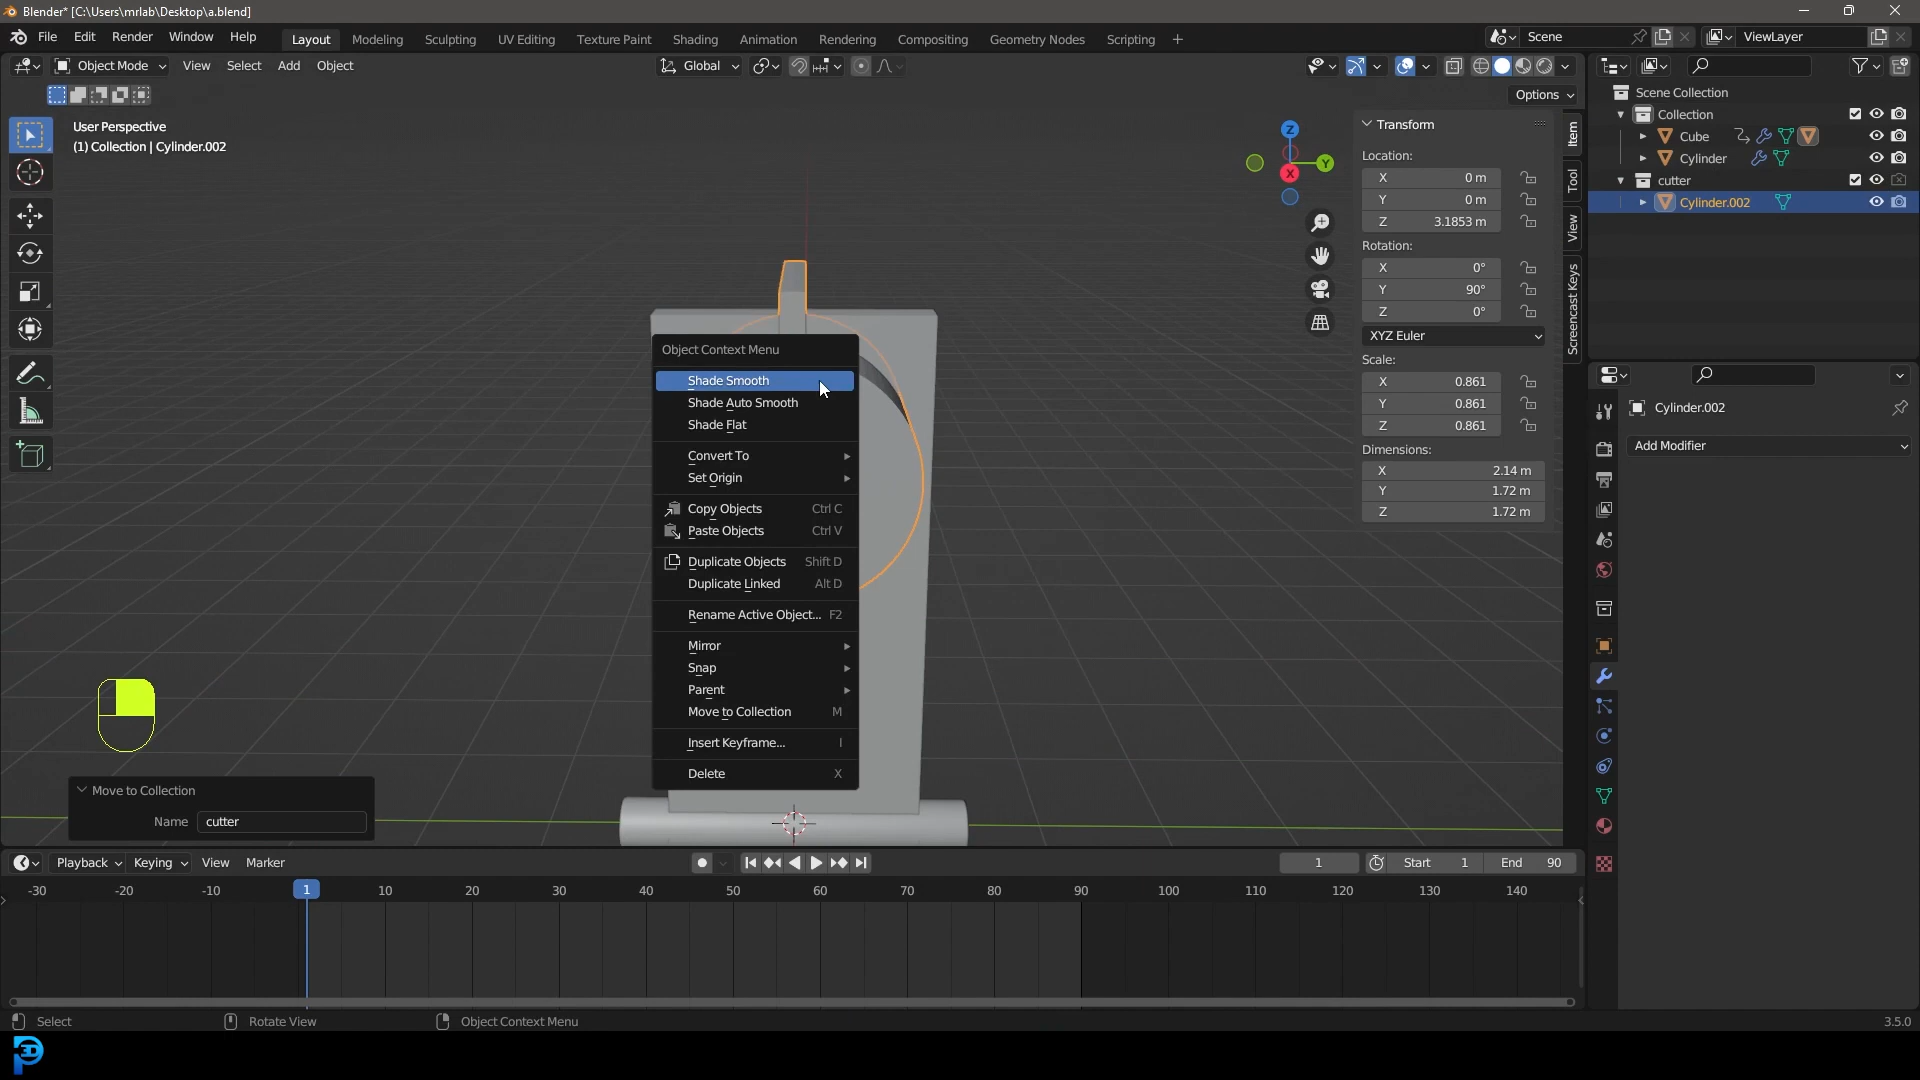 Blender* [C:\Users\mrlab\Desktop\a.blend]
File Edit Render Window Help Layout Modeling Sculpting UV Editing Texture Paint Shading Animation Rendering Compositing Geometry Nodes Scripting + Scene ViewLayer
Object Mode View Select Add Object Global
Options
User Perspective
(1) Collection | Cylinder.002
Z
Y
X
Transform
Location:
X 0 m
Y 0 m
Z 3.1853 m
Rotation:
X 0°
Y 90°
Z 0°
XYZ Euler
Scale:
X 0.861
Y 0.861
Z 0.861
Dimensions:
X 2.14 m
Y 1.72 m
Z 1.72 m
Item
Tool
View
Screencast Keys
Scene Collection
Collection
Cube
Cylinder
cutter
Cylinder.002
Cylinder.002
Add Modifier
Object Context Menu
Shade Smooth
Shade Auto Smooth
Shade Flat
Convert To
Set Origin
Copy Objects Ctrl C
Paste Objects Ctrl V
Duplicate Objects Shift D
Duplicate Linked Alt D
Rename Active Object... F2
Mirror
Snap
Parent
Move to Collection M
Insert Keyframe... I
Delete X
Move to Collection
Name cutter
Playback Keying View Marker 1 Start 1 End 90
-30 -20 -10 1 10 20 30 40 50 60 70 80 90 100 110 120 130 140
Select Rotate View Object Context Menu 3.5.0